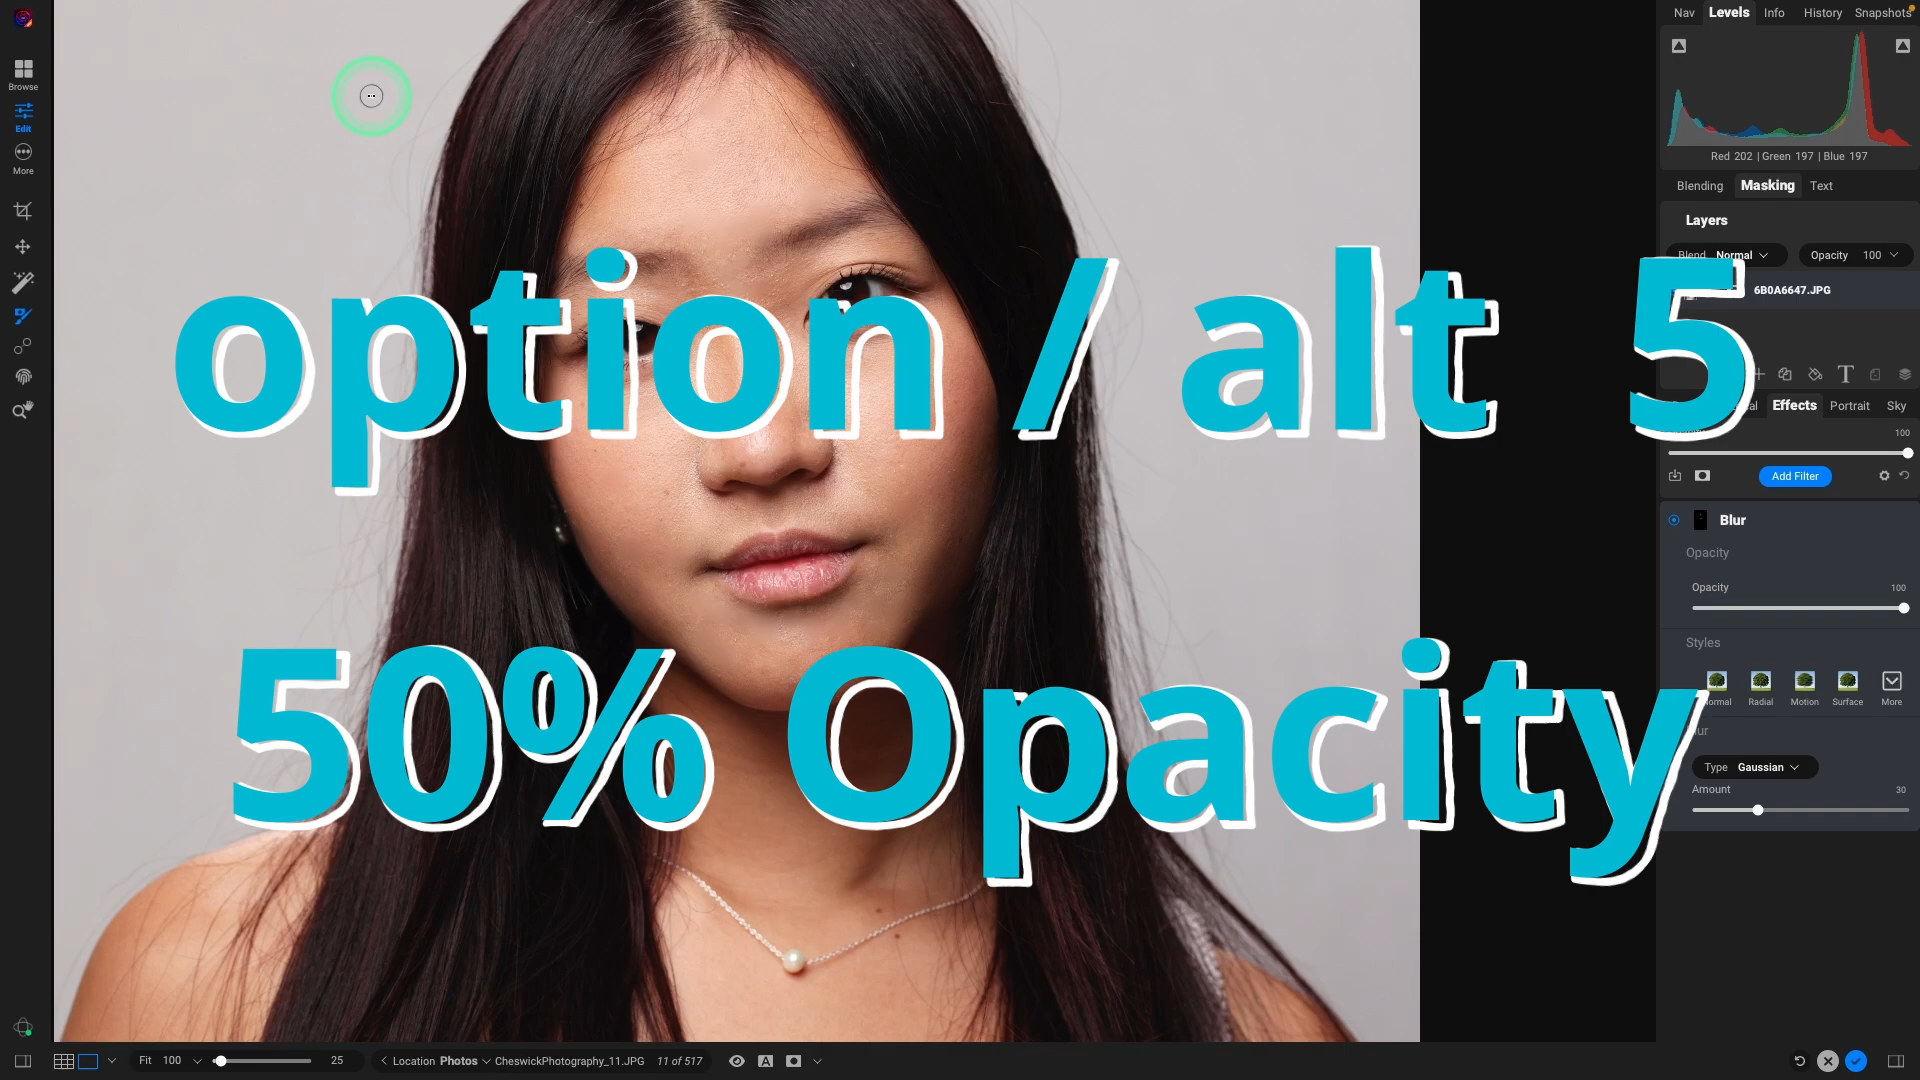 Nav Levels Info History Snapshots
Browse
Edit
More
Red 202 | Green 197 | Blue 197
Blending Masking Text
Layers
Blend Normal Opacity 100
6B0A6647.JPG
option / alt 5
Effects Portrait Sky
100
Add Filter
Blur
Opacity
Opacity 100
Styles
50% Opacity
Radial Motion Surface More
Type Gaussian
Amount 30
Fit 100 25 Location Photos CheswickPhotography_11.JPG 11 of 517